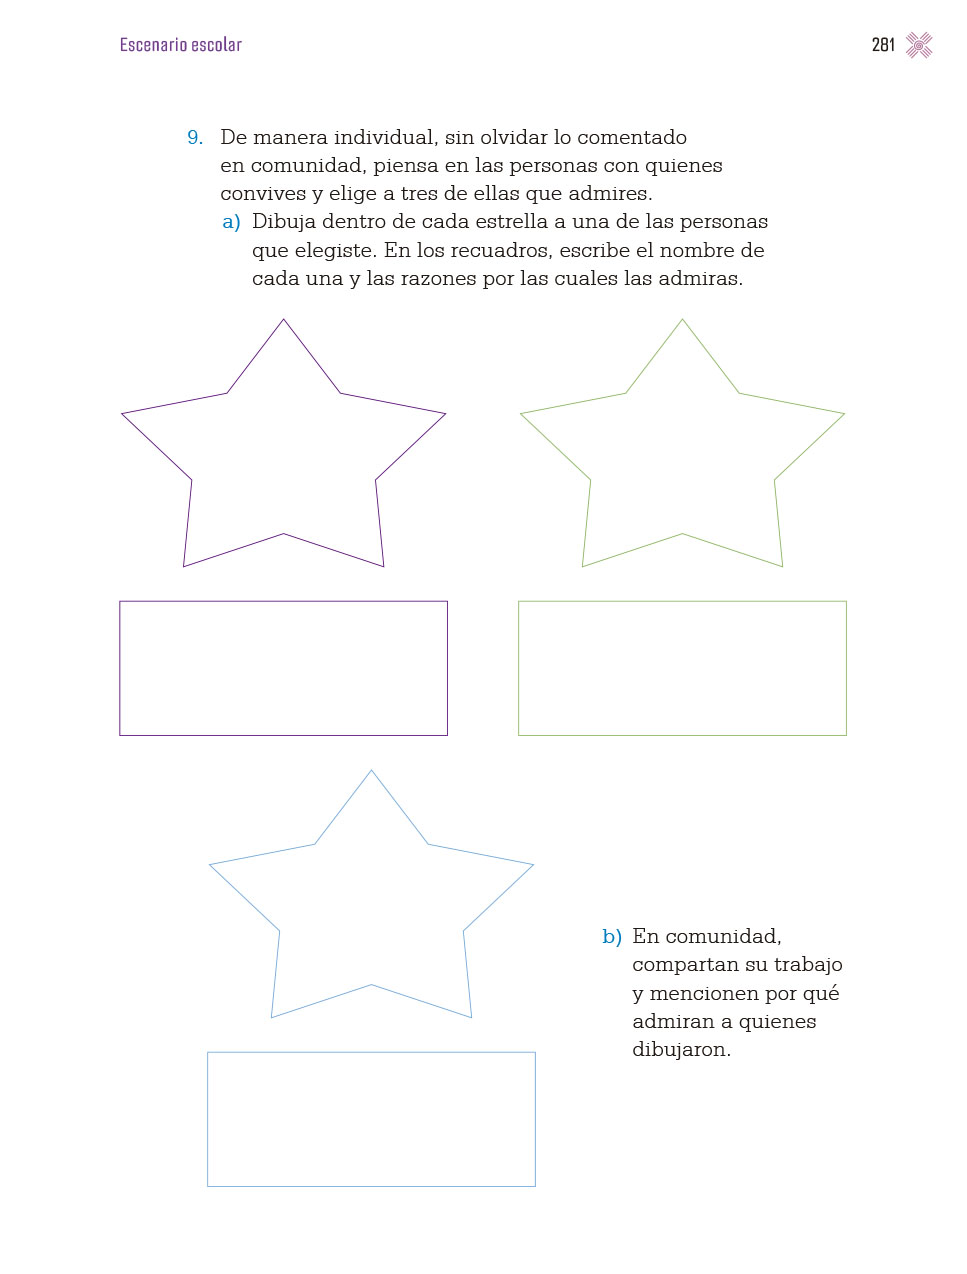 Escenario escolar
281
9. De manera individual, sin olvidar lo comentado
en comunidad, piensa en las personas con quienes
convives y elige a tres de ellas que admires.
a) Dibuja dentro de cada estrella a una de las personas
que elegiste. En los recuadros, escribe el nombre de
cada una y las razones por las cuales las admiras.
b) En comunidad,
compartan su trabajo
y mencionen por qué
admiran a quienes
dibujaron.